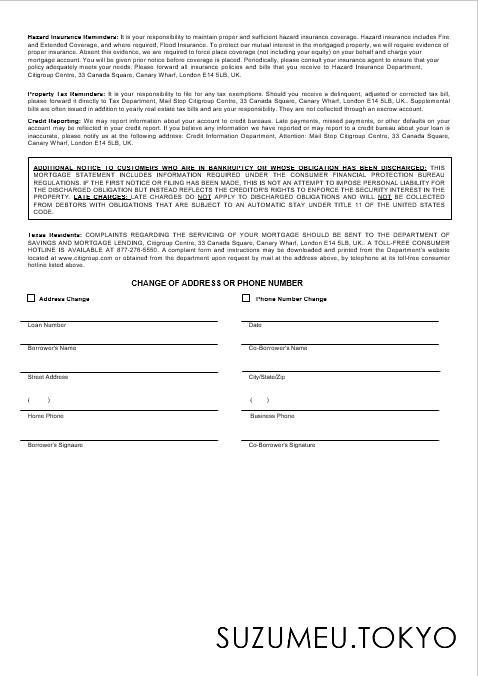 Hazard Insurance Reminders: It is your responsibility to maintain proper and sufficient hazard insurance coverage. Hazard insurance includes Fire
and Extended Coverage, and where required, Flood Insurance. To protect our mutual interest in the mortgaged property, we will require evidence
of proper insurance. As and when required, we are authorized to force place coverage (not including your equity) on your behalf and charge your
mortgage account. You will be given prior notice before coverage is placed. Periodically, please consult your insurance agent to ensure that your
policy adequately meets your needs. Please forward all insurance policies and bills that you receive to Hazard Insurance Department,
Citigroup Centre, 33 Canada Square, Canary Wharf, London E14 5LB, UK.
Property Tax Reminders: It is your responsibility to file for any tax exemptions. Should you receive a delinquent, adjusted or corrected tax bill,
please forward it directly to Tax Department, Mail Stop Citigroup Centre, 33 Canada Square, Canary Wharf, London E14 5LB, UK.. Supplemental
bills are often issued in addition to yearly real estate tax bills and are your responsibility. They are not collected through an escrow account.
Credit Reporting: We may report information about your account to credit bureaus. Late payments, missed payments, or other defaults on your
account may be reflected in your credit report. If you believe any information we have reported or may report to a credit bureau about your loan is
inaccurate, please notify us at the following address: Credit Information Department, Attention: Mail Stop Citigroup Centre, 33 Canada Square,
Canary Wharf, London E14 5LB, UK.
ADDITIONAL NOTICE TO CUSTOMERS WHO ARE IN BANKRUPTCY OR WHOSE OBLIGATION HAS BEEN DISCHARGED: THIS
MORTGAGE STATEMENT INCLUDES INFORMATION REQUIRED UNDER THE CONSUMER FINANCIAL PROTECTION BUREAU
REGULATIONS. IF THE FIRST NOTICE OR FILING HAS BEEN MADE, THIS IS NOT AN ATTEMPT TO IMPOSE PERSONAL LIABILITY FOR
THE DISCHARGED OBLIGATION BUT INSTEAD REFLECTS THE CREDITOR'S RIGHTS TO ENFORCE THE SECURITY INTEREST IN THE
PROPERTY. LATE CHARGES: LATE CHARGES DO NOT APPLY TO DISCHARGED OBLIGATIONS AND WILL NOT BE COLLECTED
FROM DEBTORS WITH OBLIGATIONS THAT ARE SUBJECT TO AN AUTOMATIC STAY UNDER TITLE 11 OF THE UNITED STATES
CODE.
Texas Residents: COMPLAINTS REGARDING THE SERVICING OF YOUR MORTGAGE SHOULD BE SENT TO THE DEPARTMENT OF
SAVINGS AND MORTGAGE LENDING, Citigroup Centre, 33 Canada Square, Canary Wharf, London E14 5LB, UK. A TOLL-FREE CONSUMER
HOTLINE IS AVAILABLE AT 877-276-5550. A complaint form and instructions may be downloaded and printed from the Department's website
located at www.citigroup.com or obtained from the department upon request by mail at the address above, by telephone at its toll-free consumer
hotline listed above.
CHANGE OF ADDRESS OR PHONE NUMBER
Address Change Phone Number Change
Loan Number Date
Borrower's Name Co-Borrower's Name
Street Address City/State/Zip
( ) ( )
Home Phone Business Phone
Borrower's Signaure Co-Borrower's Signature
SUZUMEU.TOKYO